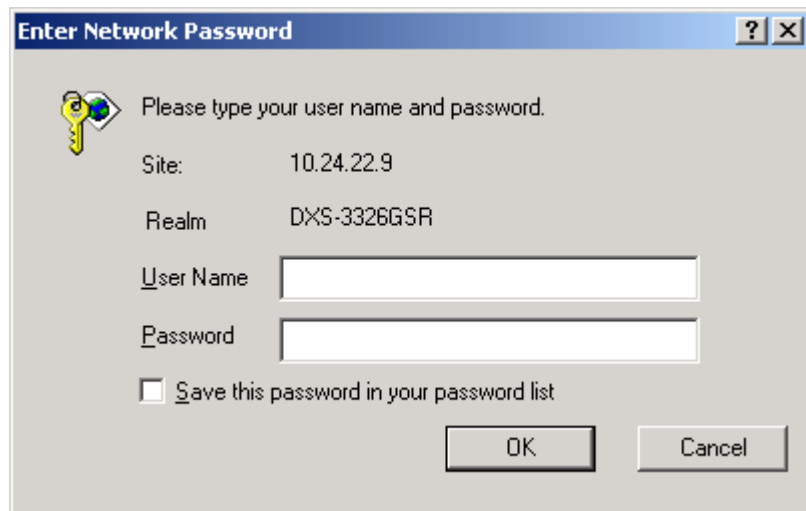 Enter Network Password
Please type your user name and password.
Site: 10.24.22.9
Realm DXS-3326GSR
User Name
Password
Save this password in your password list
OK Cancel